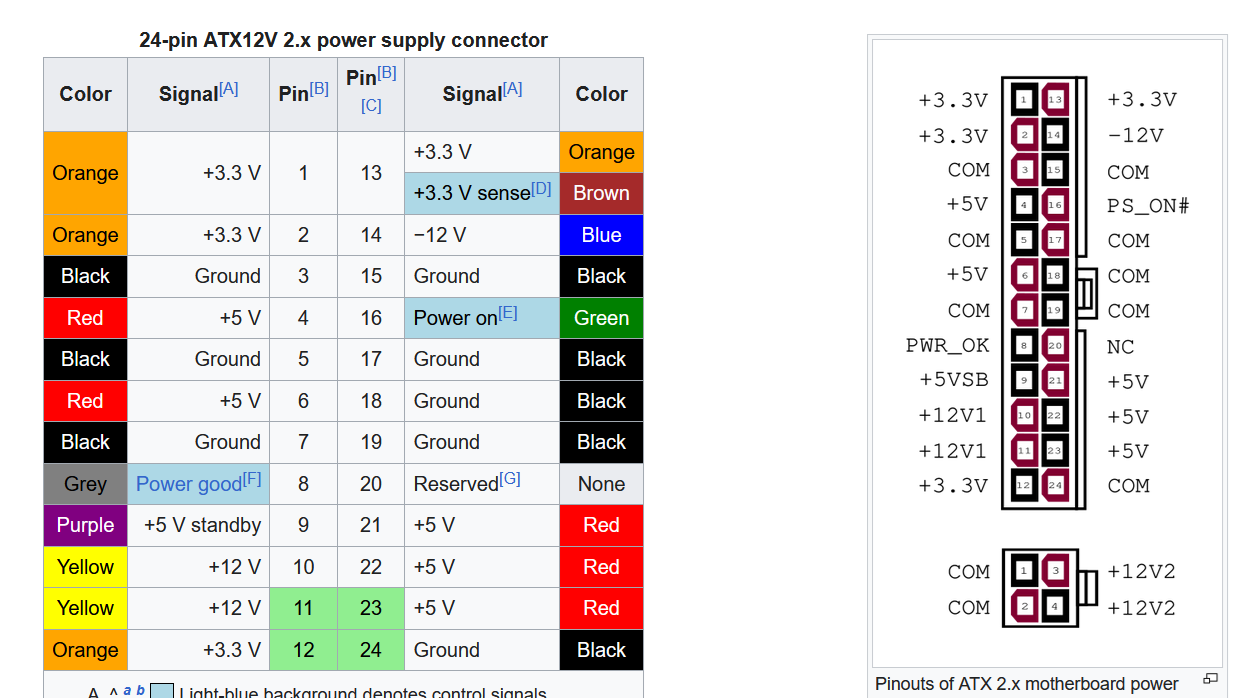 24-pin ATX12V 2.x power supply connector
Color Signal[A] Pin[B] Pin[B][C] Signal[A] Color
Orange +3.3 V 1 13 +3.3 V Orange
+3.3 V sense[D] Brown
Orange +3.3 V 2 14 −12 V Blue
Black Ground 3 15 Ground Black
Red +5 V 4 16 Power on[E] Green
Black Ground 5 17 Ground Black
Red +5 V 6 18 Ground Black
Black Ground 7 19 Ground Black
Grey Power good[F] 8 20 Reserved[G] None
Purple +5 V standby 9 21 +5 V Red
Yellow +12 V 10 22 +5 V Red
Yellow +12 V 11 23 +5 V Red
Orange +3.3 V 12 24 Ground Black
A. ^ a b Light-blue background denotes control signals.
+3.3V 1 13 +3.3V
+3.3V 2 14 -12V
COM 3 15 COM
+5V 4 16 PS_ON#
COM 5 17 COM
+5V 6 18 COM
COM 7 19 COM
PWR_OK 8 20 NC
+5VSB 9 21 +5V
+12V1 10 22 +5V
+12V1 11 23 +5V
+3.3V 12 24 COM
COM 1 3 +12V2
COM 2 4 +12V2
Pinouts of ATX 2.x motherboard power